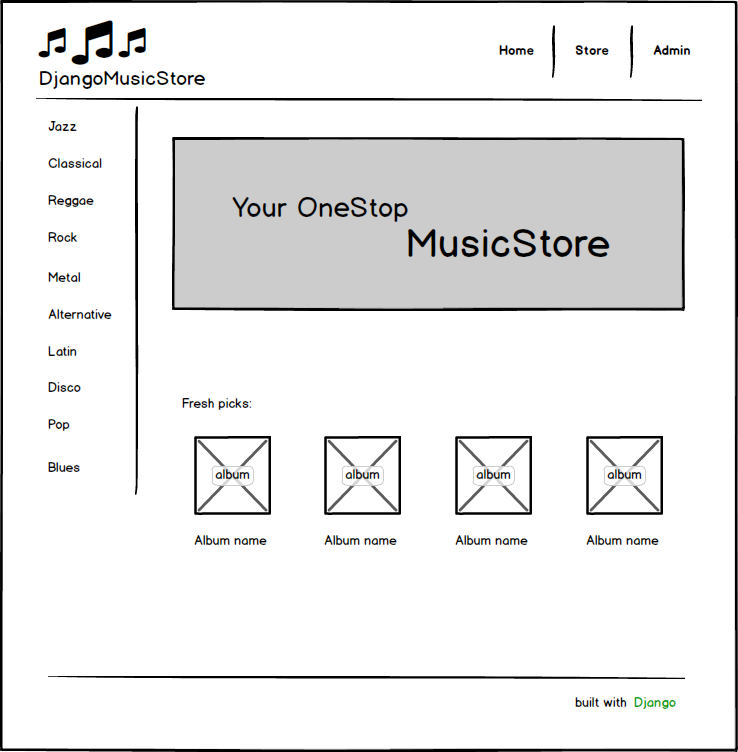 DjangoMusicStore
Home
Store
Admin
Jazz
Classical
Reggae
Rock
Metal
Alternative
Latin
Disco
Pop
Blues
Your OneStop
MusicStore
Fresh picks:
album
album
album
album
Album name
Album name
Album name
Album name
built with Django